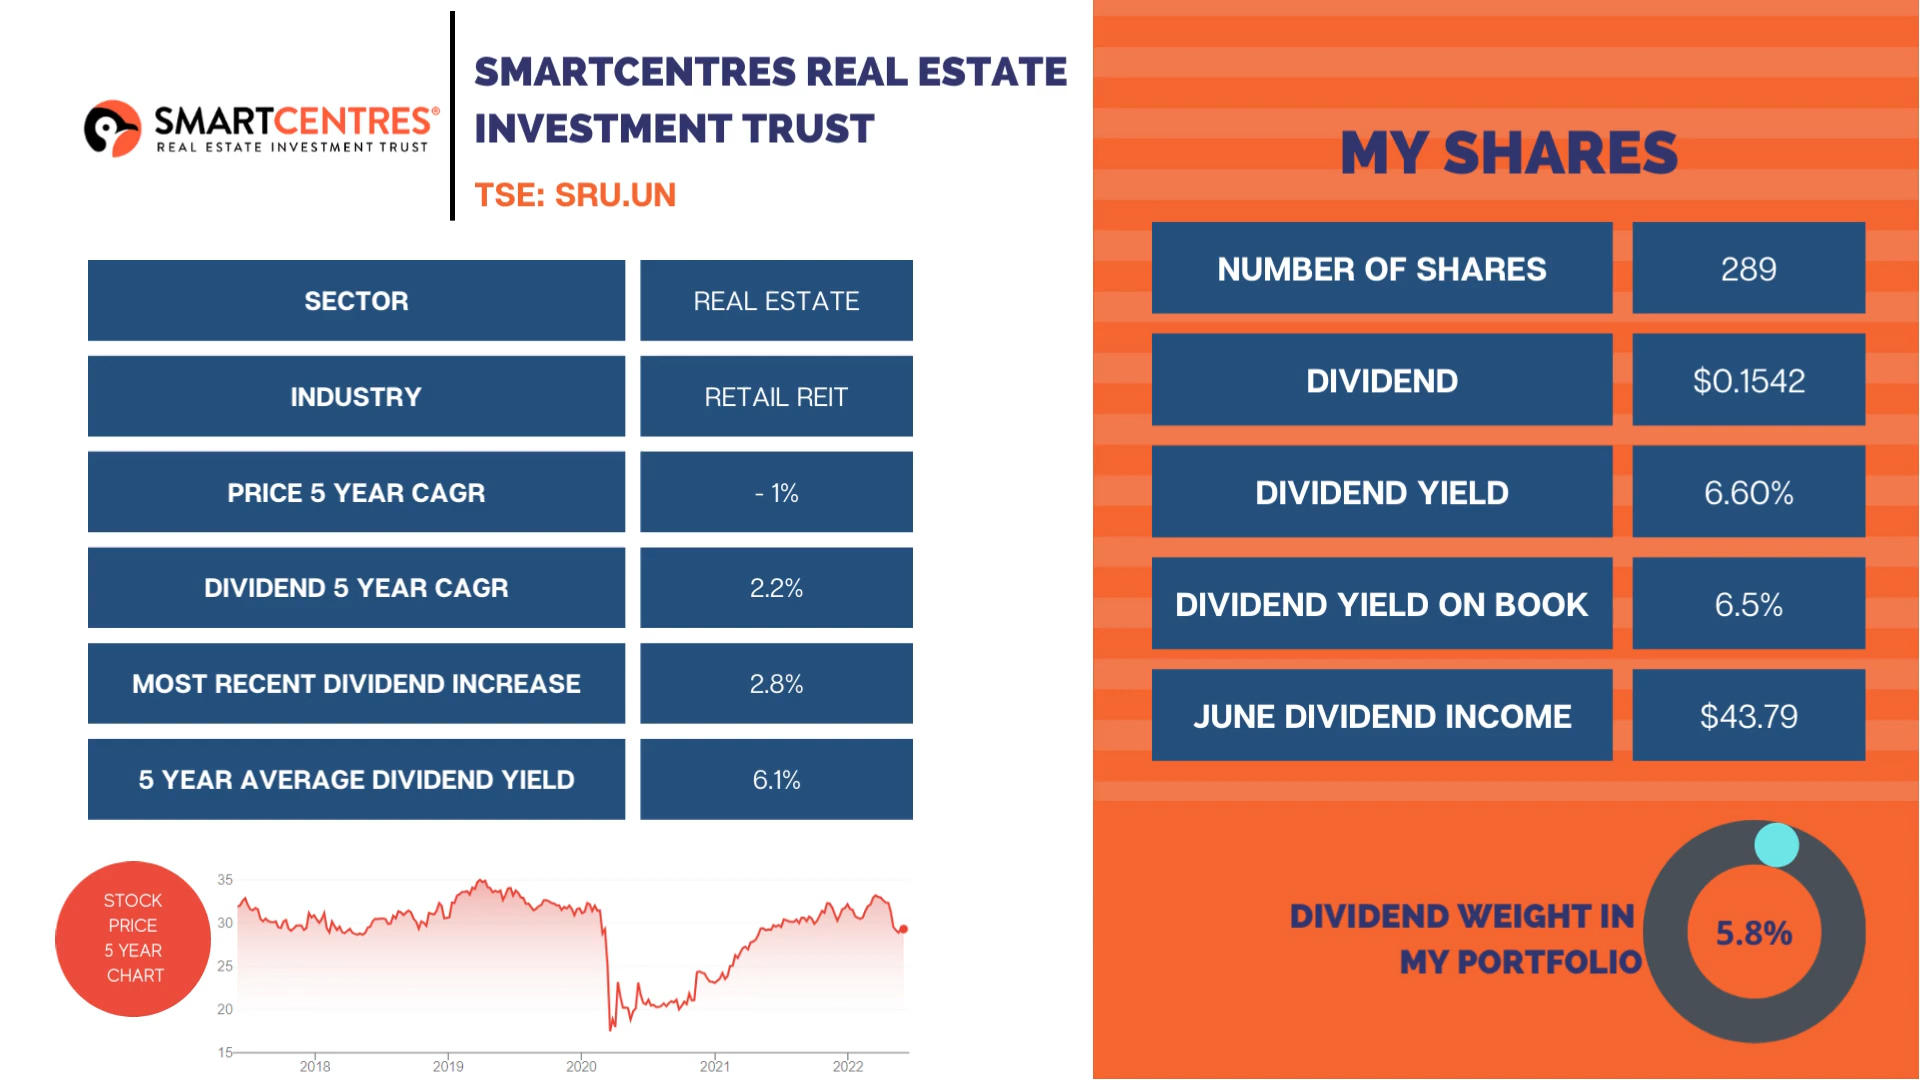 SMARTCENTRES®
REAL ESTATE INVESTMENT TRUST
SMARTCENTRES REAL ESTATE
INVESTMENT TRUST
TSE: SRU.UN
SECTOR
REAL ESTATE
INDUSTRY
RETAIL REIT
PRICE 5 YEAR CAGR
- 1%
DIVIDEND 5 YEAR CAGR
2.2%
MOST RECENT DIVIDEND INCREASE
2.8%
5 YEAR AVERAGE DIVIDEND YIELD
6.1%
STOCK
PRICE
5 YEAR
CHART
35
30
25
20
15
2018
2019
2020
2021
2022
MY SHARES
NUMBER OF SHARES
289
DIVIDEND
$0.1542
DIVIDEND YIELD
6.60%
DIVIDEND YIELD ON BOOK
6.5%
JUNE DIVIDEND INCOME
$43.79
DIVIDEND WEIGHT IN
MY PORTFOLIO
5.8%